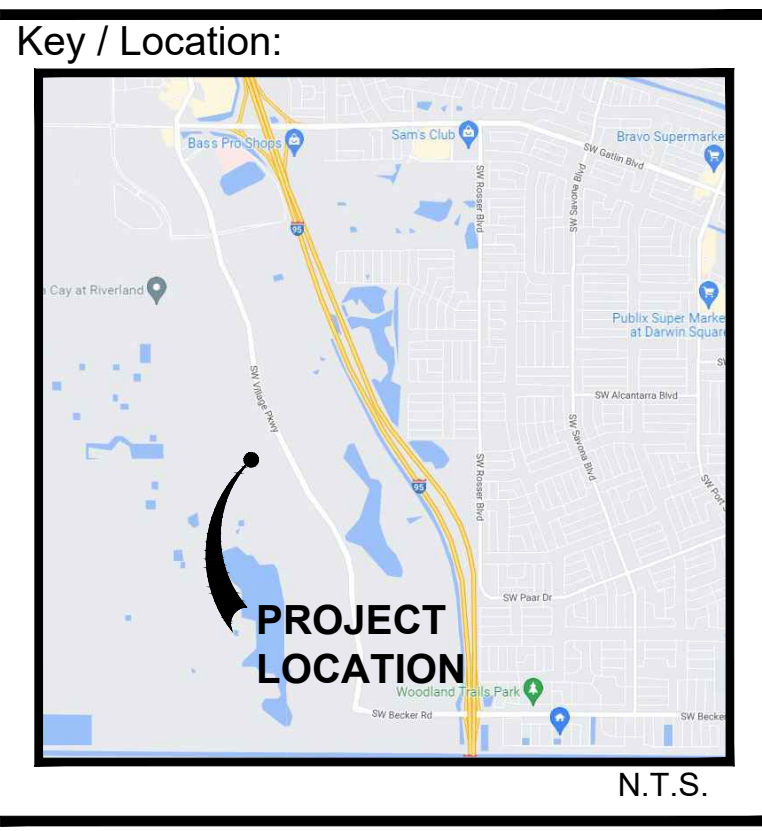 Key / Location:
Sam's Club
Bass Pro Shops
Bravo Supermarke
SW Gatlin Blvd
SW Rosser Blvd
SW Savona Blvd
95
a Cay at Riverland
Publix Super Marke
at Darwin Squar
SW Village Pkwy
SW Alcantarra Blvd
SW Savona Blvd
SW Rosser Blvd
95
SW Port
SW Paar Dr
PROJECT
LOCATION
Woodland Trails Park
SW Becker Rd
SW Becke
N.T.S.